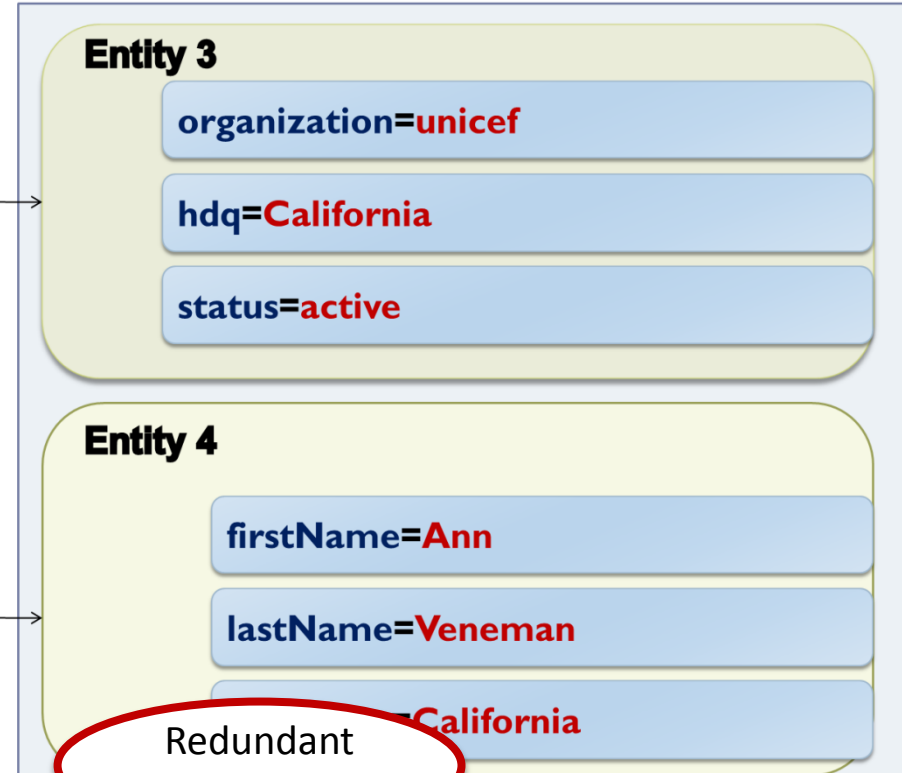 Entity 3
organization=unicef
hdq=California
status=active
Entity 4
firstName=Ann
lastName=Veneman
=California
Redundant